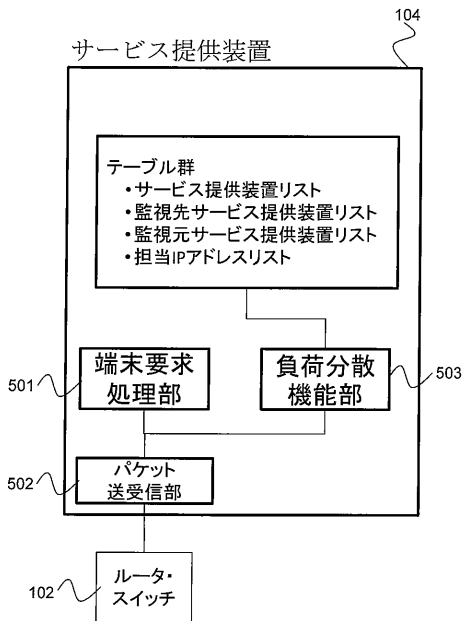 104
サービス提供装置
テーブル群
・サービス提供装置リスト
・監視先サービス提供装置リスト
・監視元サービス提供装置リスト
・担当IPアドレスリスト
端末要求
処理部
501
負荷分散
機能部
503
パケット
送受信部
502
ルータ・
スイッチ
102